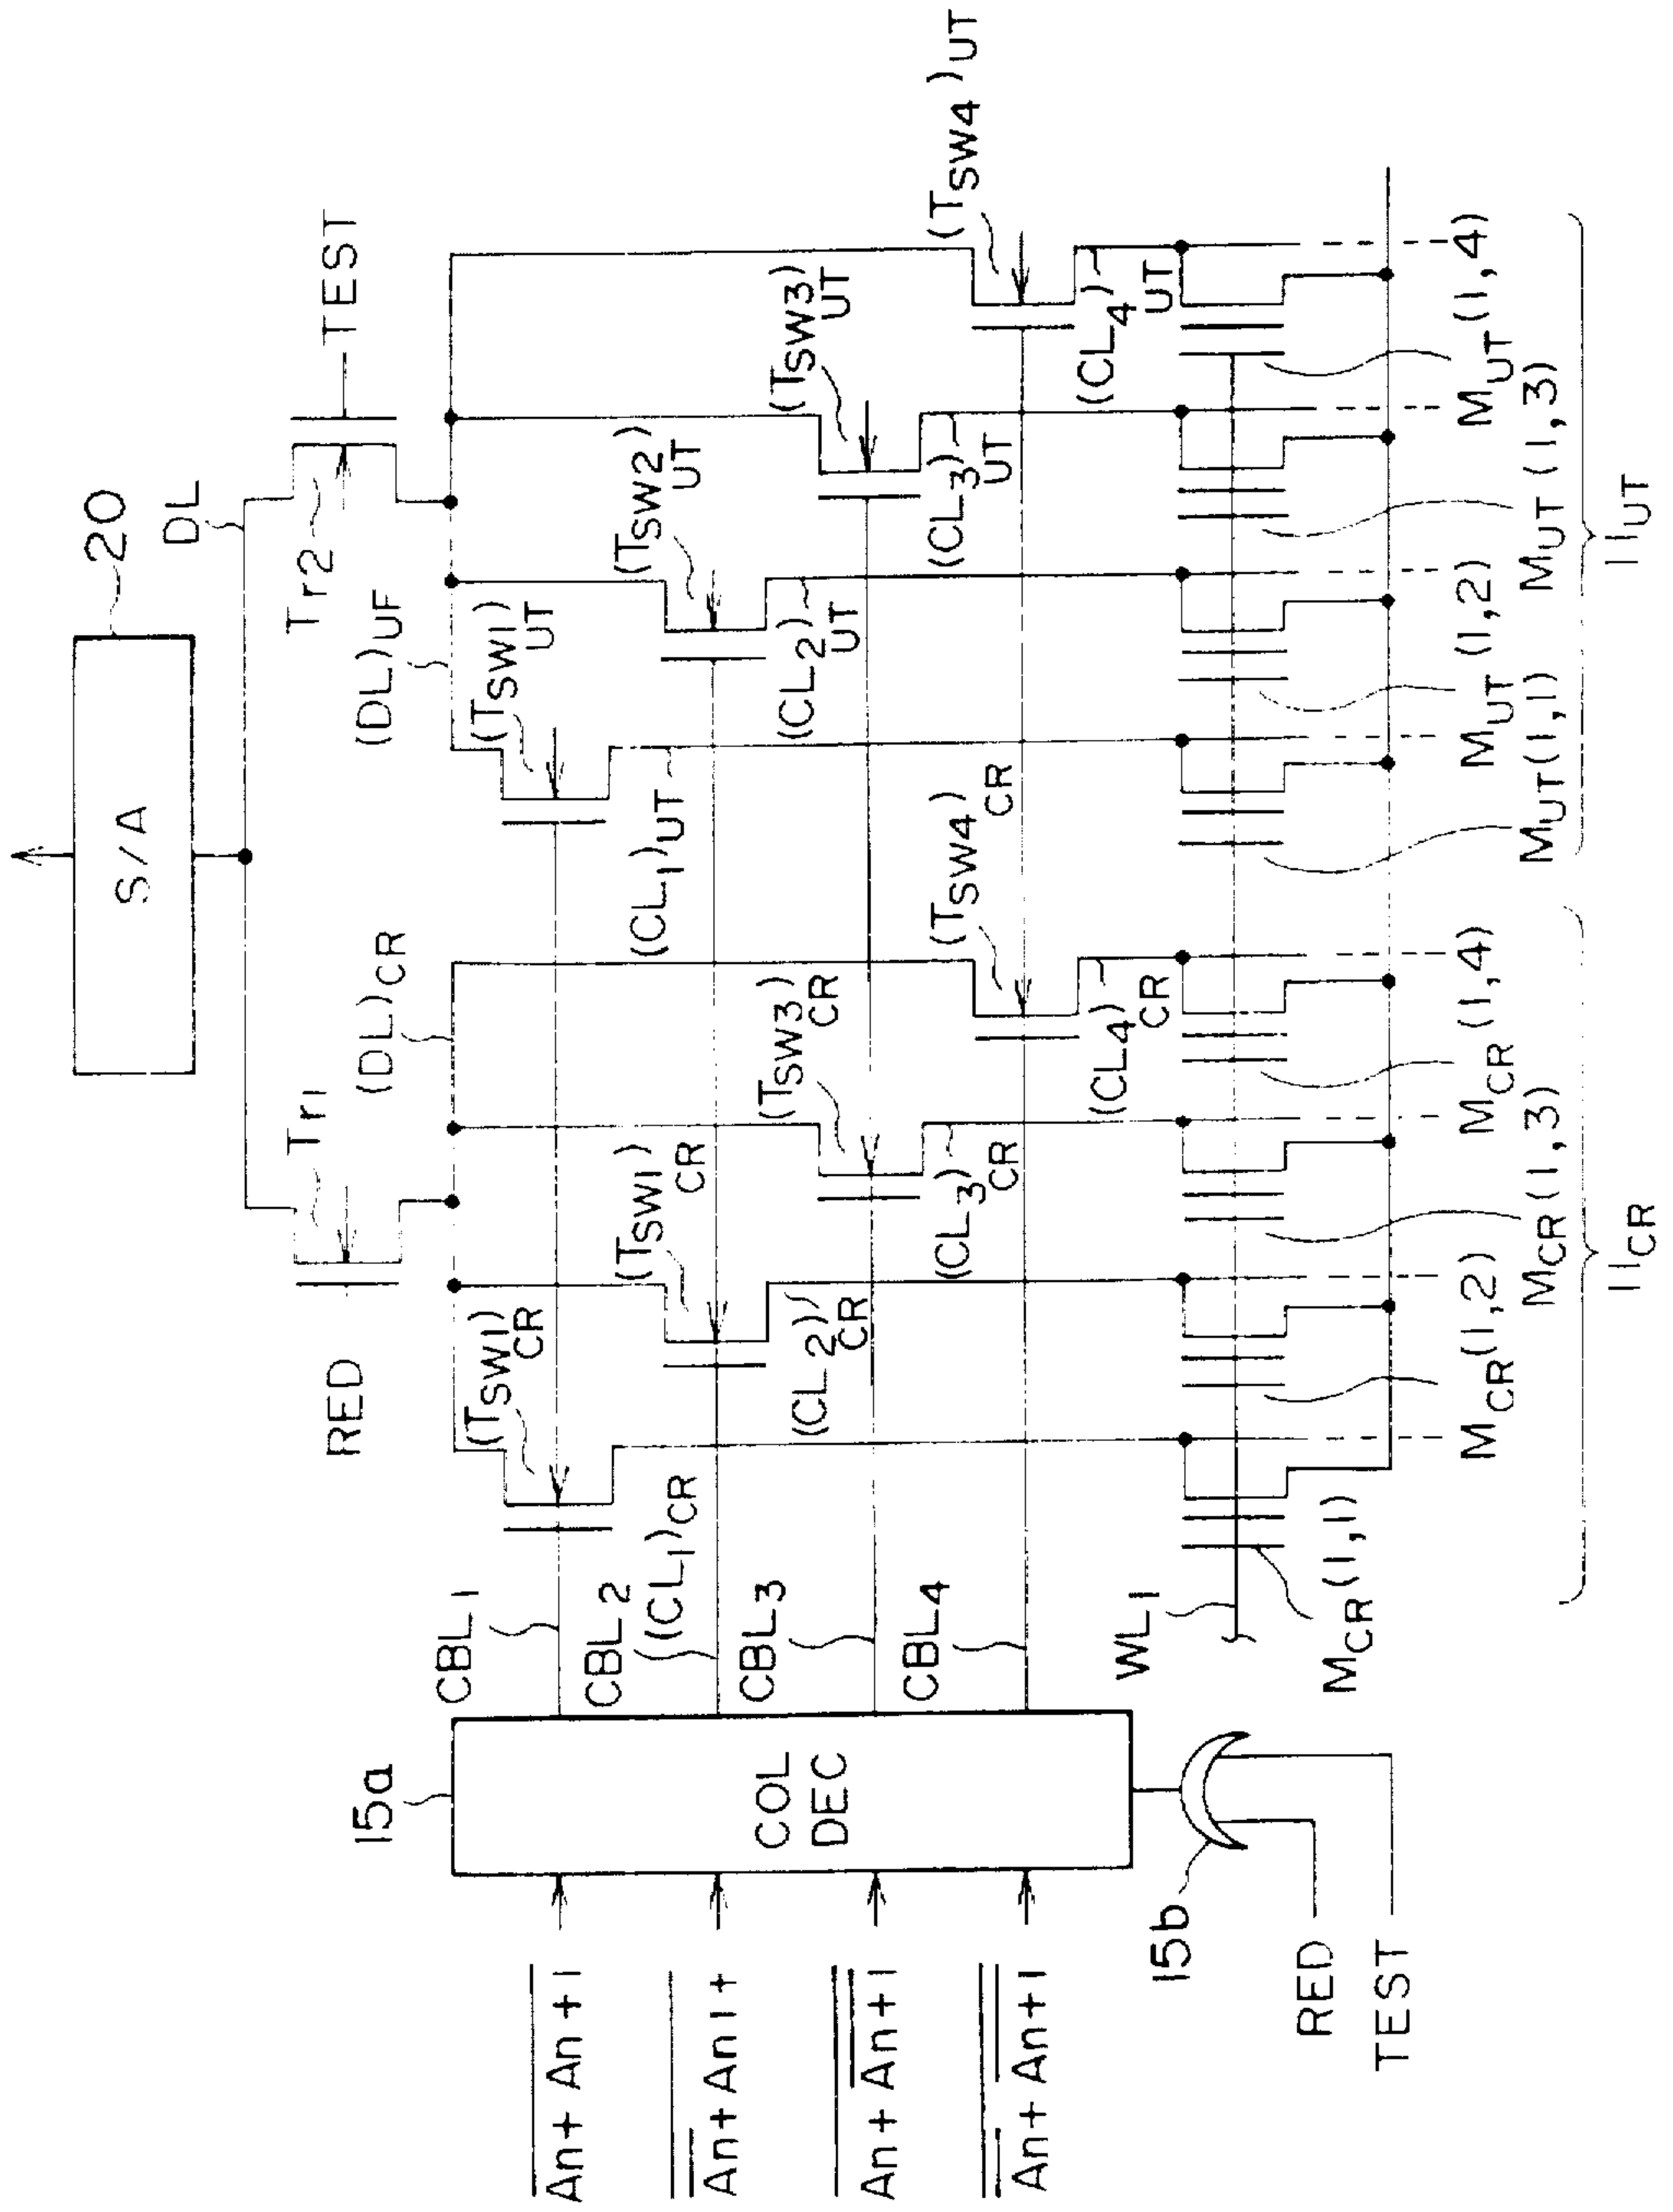 20
S/A
DL
Tr1
Tr2
RED
TEST
(DL)CR
(DL)UF
(TSW1)CR
(TSW1)CR
(TSW3)CR
(TSW4)CR
(TSW1)UT
(TSW2)UT
(TSW3)UT
(TSW4)UT
15a
COL
DEC
CBL1
CBL2
CBL3
CBL4
(CL1)CR
(CL2)CR
(CL3)CR
(CL4)CR
(CL1)UT
(CL2)UT
(CL3)UT
(CL4)UT
An+An+1
An+An1+
An+An+1
An+An+1
15b
RED
TEST
WL1
MCR(1,1)
MCR(1,2)
MCR(1,3)
MCR(1,4)
MUT(1,1)
MUT(1,2)
MUT(1,3)
MUT(1,4)
11CR
11UT